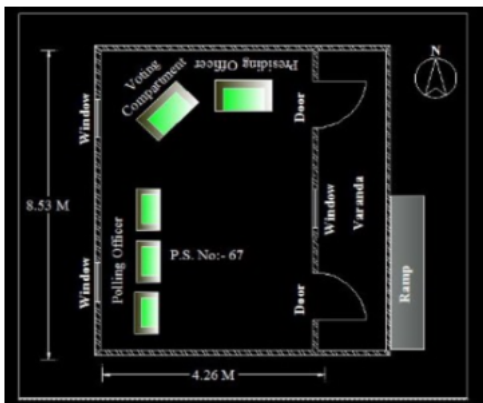 Presiding Officer
Voting
Compartment
N
Window
Door
8.53 M
Window
Varanda
Polling Officer
P.S. No:- 67
Window
Door
Ramp
4.26 M